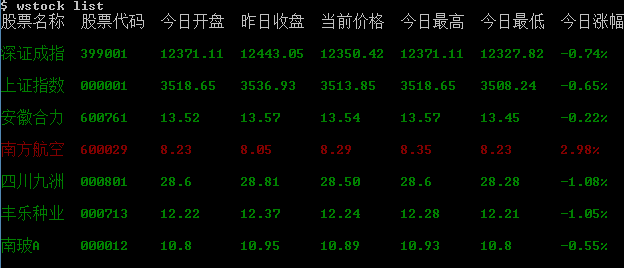 $ wstock list
股票名称 股票代码 今日开盘 昨日收盘 当前价格 今日最高 今日最低 今日涨幅
深证成指 399001 12371.11 12443.05 12350.42 12371.11 12327.82 -0.74%
上证指数 000001 3518.65 3536.93 3513.85 3518.65 3508.24 -0.65%
安徽合力 600761 13.52 13.57 13.54 13.57 13.45 -0.22%
南方航空 600029 8.23 8.05 8.29 8.35 8.23 2.98%
四川九洲 000801 28.6 28.81 28.50 28.6 28.28 -1.08%
丰乐种业 000713 12.22 12.37 12.24 12.28 12.21 -1.05%
南玻A 000012 10.8 10.95 10.89 10.93 10.8 -0.55%